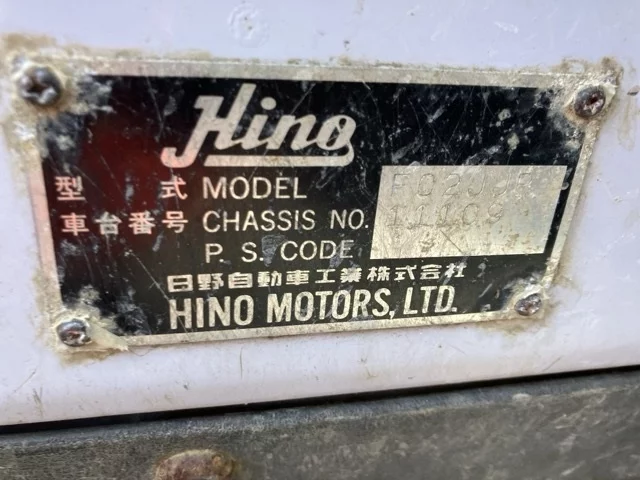 Hino
型 式 MODEL
車台番号 CHASSIS NO.
P. S. CODE
日野自動車工業株式会社
HINO MOTORS, LTD.